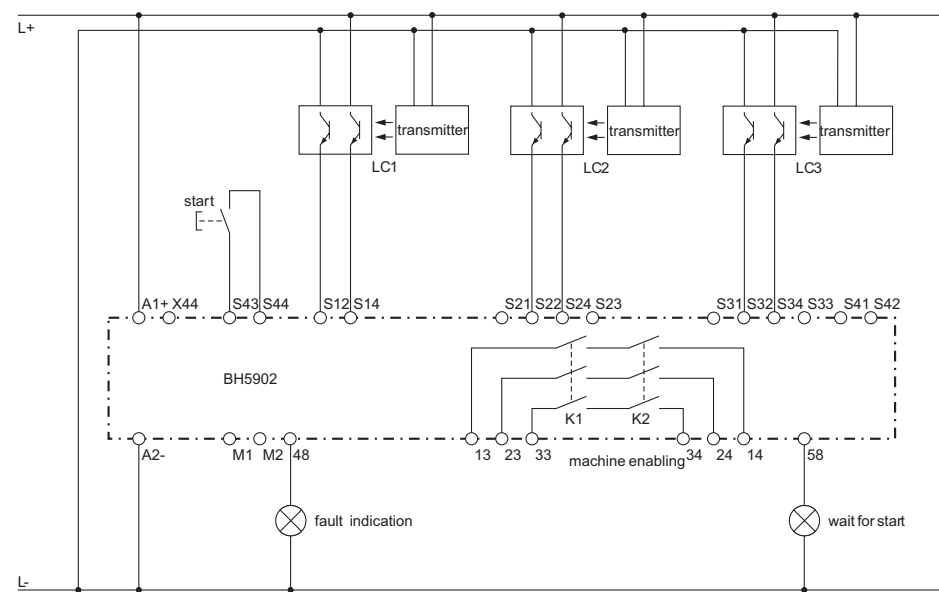 L+
transmitter
transmitter
transmitter
LC1
LC2
LC3
start
A1+ X44
S43 S44
S12 S14
S21 S22 S24 S23
S31 S32 S34 S33
S41 S42
BH5902
K1
K2
A2-
M1
M2
48
13
23
33
machine enabling
34
24
14
58
fault indication
wait for start
L-